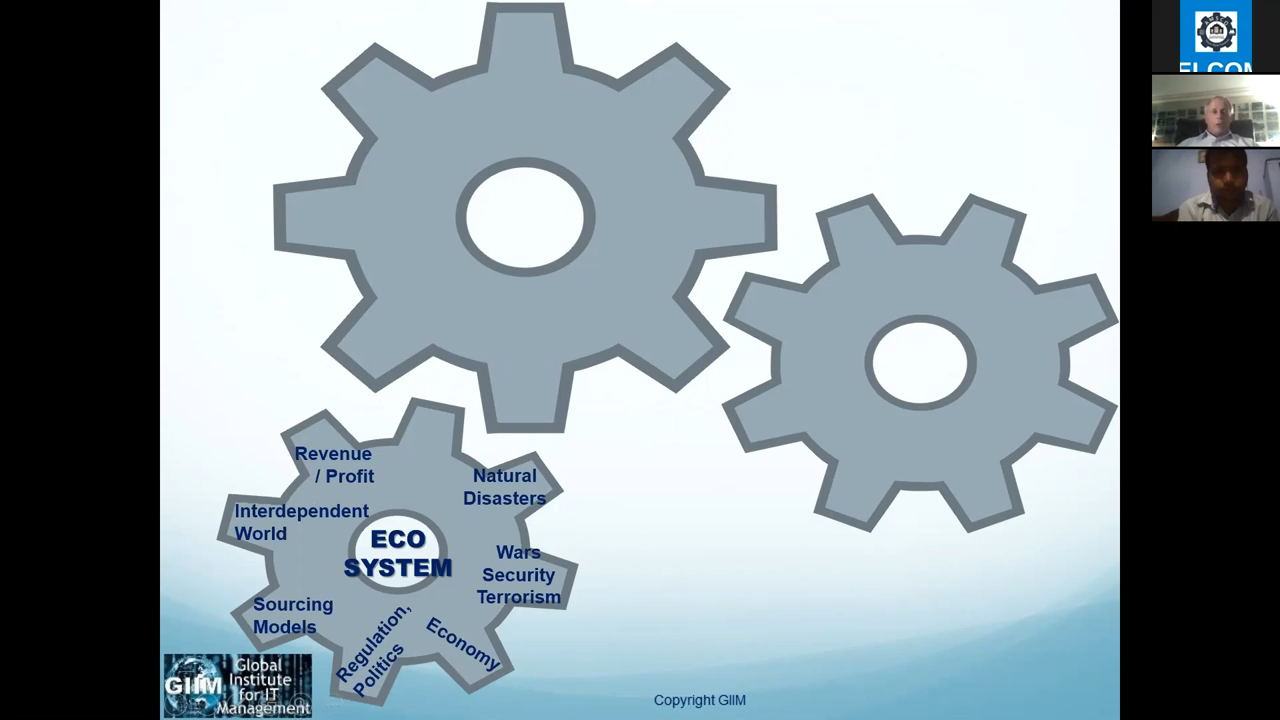 Revenue
/ Profit
Natural
Disasters
Interdependent
World
ECO
SYSTEM
Wars
Security
Terrorism
Sourcing
Models
Regulation,
Politics
Economy
GIIM
Global
Institute
for IT
Management
Copyright GIIM